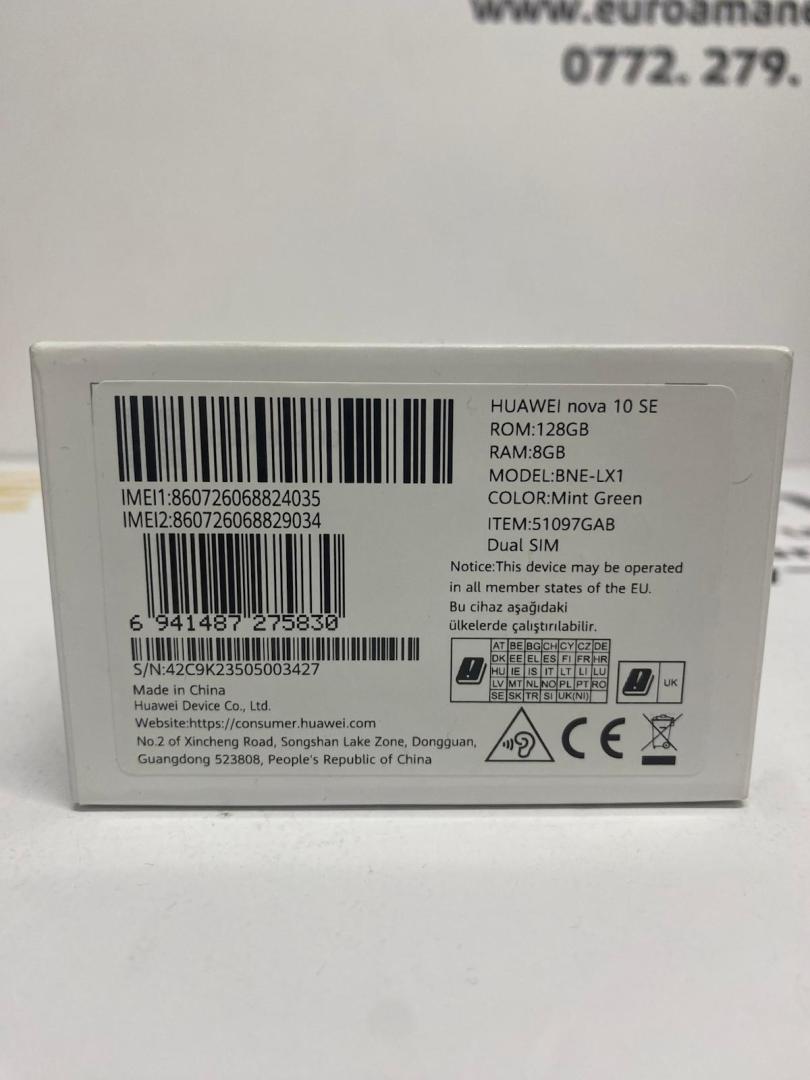 www.euroaman
0772. 279.
HUAWEI nova 10 SE
ROM:128GB
RAM:8GB
MODEL:BNE-LX1
COLOR:Mint Green
ITEM:51097GAB
Dual SIM
IMEI1:860726068824035
IMEI2:860726068829034
6 941487 275830
S/N:42C9K23505003427
Made in China
Huawei Device Co., Ltd.
Website:https://consumer.huawei.com
No.2 of Xincheng Road, Songshan Lake Zone, Dongguan,
Guangdong 523808, People's Republic of China
Notice:This device may be operated
in all member states of the EU.
Bu cihaz aşağıdaki
ülkelerde çalıştırılabilir.
AT BE BG CH CY CZ DE
DK EE EL ES FI FR HR
HU IE IS IT LT LI LU
LV MT NL NO PL PT RO
SE SK TR SI UK(NI)
UK
CE